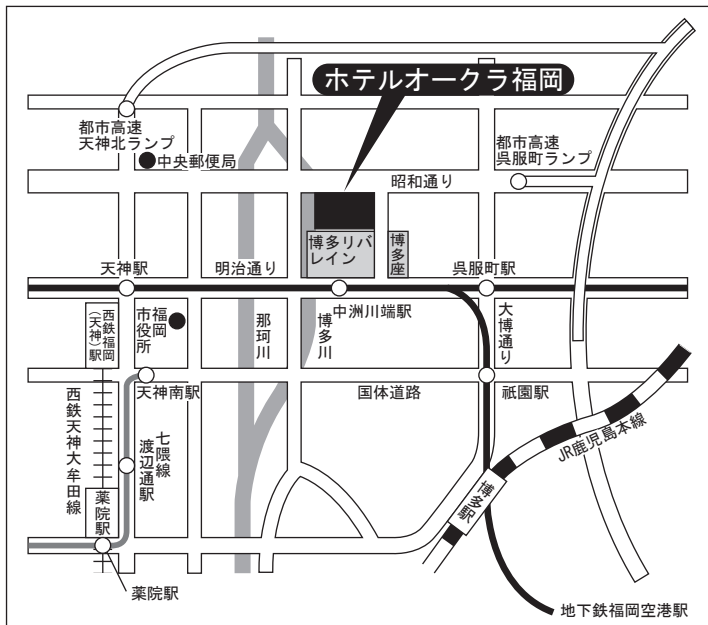 ホテルオークラ福岡
都市高速
天神北ランプ
中央郵便局
都市高速
呉服町ランプ
昭和通り
博多リバ
レイン
博多座
天神駅
明治通り
呉服町駅
中洲川端駅
西鉄福岡
(天神)駅
福岡
市役所
那珂川
博多川
大博通り
天神南駅
国体道路
祇園駅
西鉄天神大牟田線
七隈線
渡辺通駅
JR鹿児島本線
博多駅
薬院駅
薬院駅
地下鉄福岡空港駅